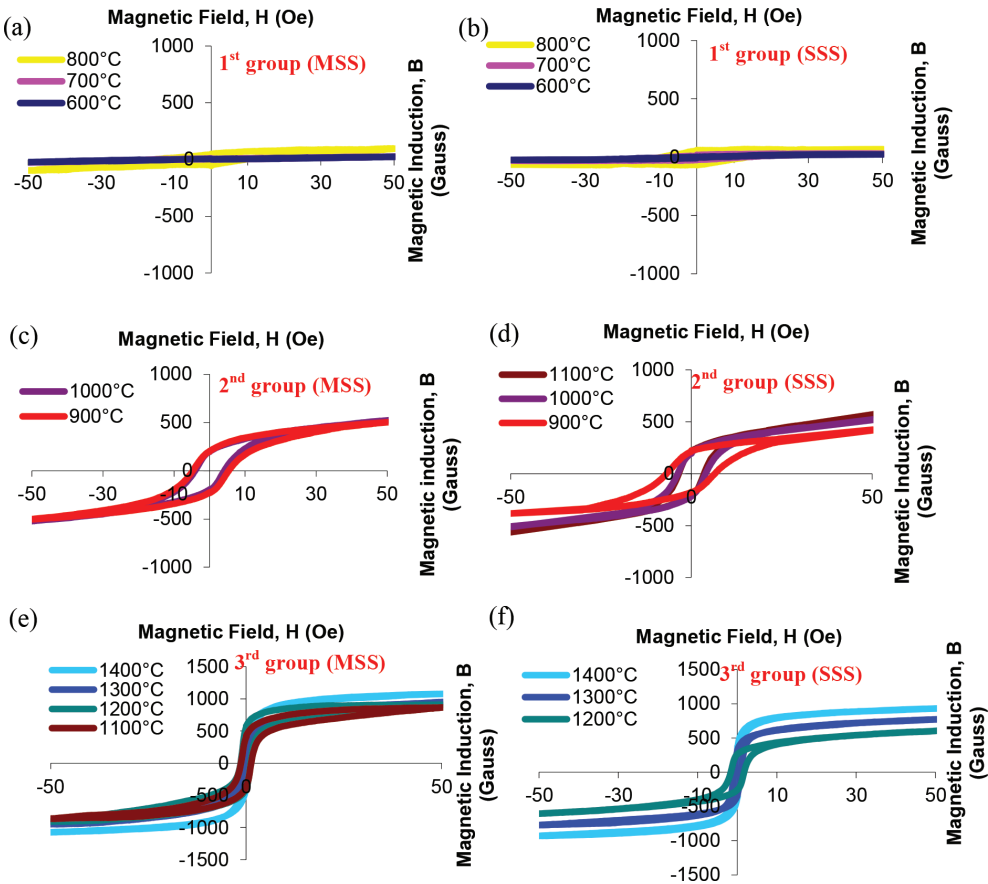 (a)
Magnetic Field, H (Oe)
1st group (MSS)
800°C
700°C
600°C
1000
500
0
-500
-1000
-50
-30
-10
10
30
50
Magnetic Induction, B
(Gauss)
(b)
Magnetic Field, H (Oe)
1st group (SSS)
800°C
700°C
600°C
1000
500
0
-500
-1000
-50
-30
-10
10
30
50
Magnetic Induction, B
(Gauss)
(c)
Magnetic Field, H (Oe)
2nd group (MSS)
1000°C
900°C
1000
500
0
-500
-1000
-50
-30
-10
10
30
50
Magnetic induction, B
(Gauss)
(d)
Magnetic Field, H (Oe)
2nd group (SSS)
1100°C
1000°C
900°C
1000
500
0
-500
-1000
-50
0
50
Magnetic Induction, B
(Gauss)
(e)
Magnetic Field, H (Oe)
3rd group (MSS)
1400°C
1300°C
1200°C
1100°C
1500
1000
500
0
-500
-1000
-1500
-50
0
50
Magnetic Induction, B
(Gauss)
(f)
Magnetic Field, H (Oe)
3rd group (SSS)
1400°C
1300°C
1200°C
1500
1000
500
0
-500
-1000
-1500
-50
-30
-10
10
30
50
Magnetic Induction, B
(Gauss)